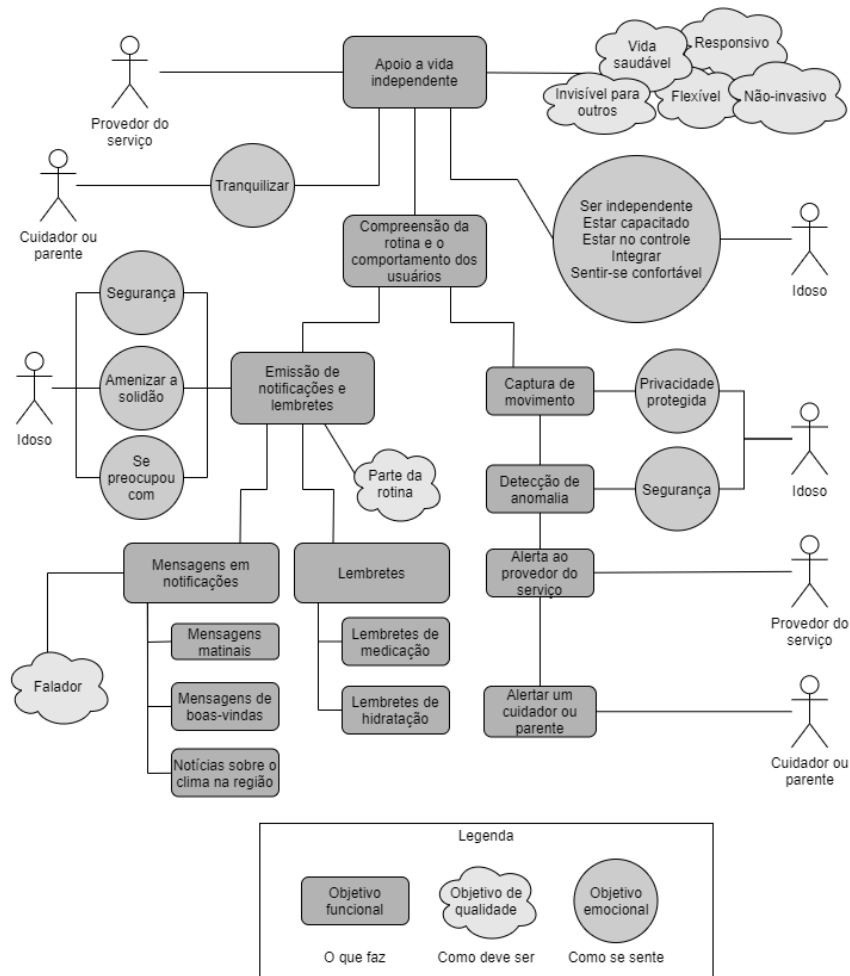 Apoio a vida
independente
Vida
saudável
Responsivo
Invisível para
outros
Flexível
Não-invasivo
Provedor do
serviço
Tranquilizar
Cuidador ou
parente
Compreensão da
rotina e o
comportamento dos
usuários
Ser independente
Estar capacitado
Estar no controle
Integrar
Sentir-se confortável
Idoso
Segurança
Amenizar a
solidão
Se
preocupou
com
Idoso
Emissão de
notificações e
lembretes
Parte da
rotina
Captura de
movimento
Privacidade
protegida
Detecção de
anomalia
Segurança
Idoso
Mensagens em
notificações
Lembretes
Alerta ao
provedor do
serviço
Provedor do
serviço
Falador
Mensagens
matinais
Mensagens de
boas-vindas
Notícias sobre o
clima na região
Lembretes de
medicação
Lembretes de
hidratação
Alertar um
cuidador ou
parente
Cuidador ou
parente
Legenda
Objetivo
funcional
Objetivo de
qualidade
Objetivo
emocional
O que faz
Como deve ser
Como se sente